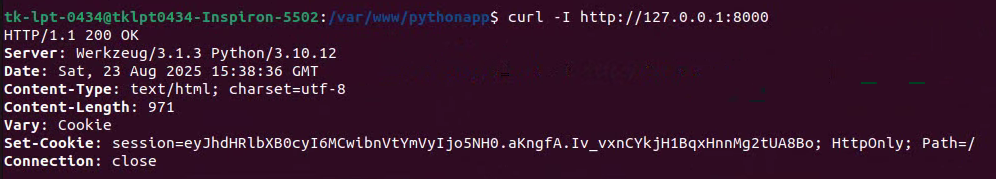 tk-lpt-0434@tklpt0434-Inspiron-5502:/var/www/pythonapp$ curl -I http://127.0.0.1:8000
HTTP/1.1 200 OK
Server: Werkzeug/3.1.3 Python/3.10.12
Date: Sat, 23 Aug 2025 15:38:36 GMT
Content-Type: text/html; charset=utf-8
Content-Length: 971
Vary: Cookie
Set-Cookie: session=eyJhdHRlbXB0cyI6MCwibnVtYmVyIjo5NH0.aKngfA.Iv_vxnCYkjH1BqxHnnMg2tUA8Bo; HttpOnly; Path=/
Connection: close